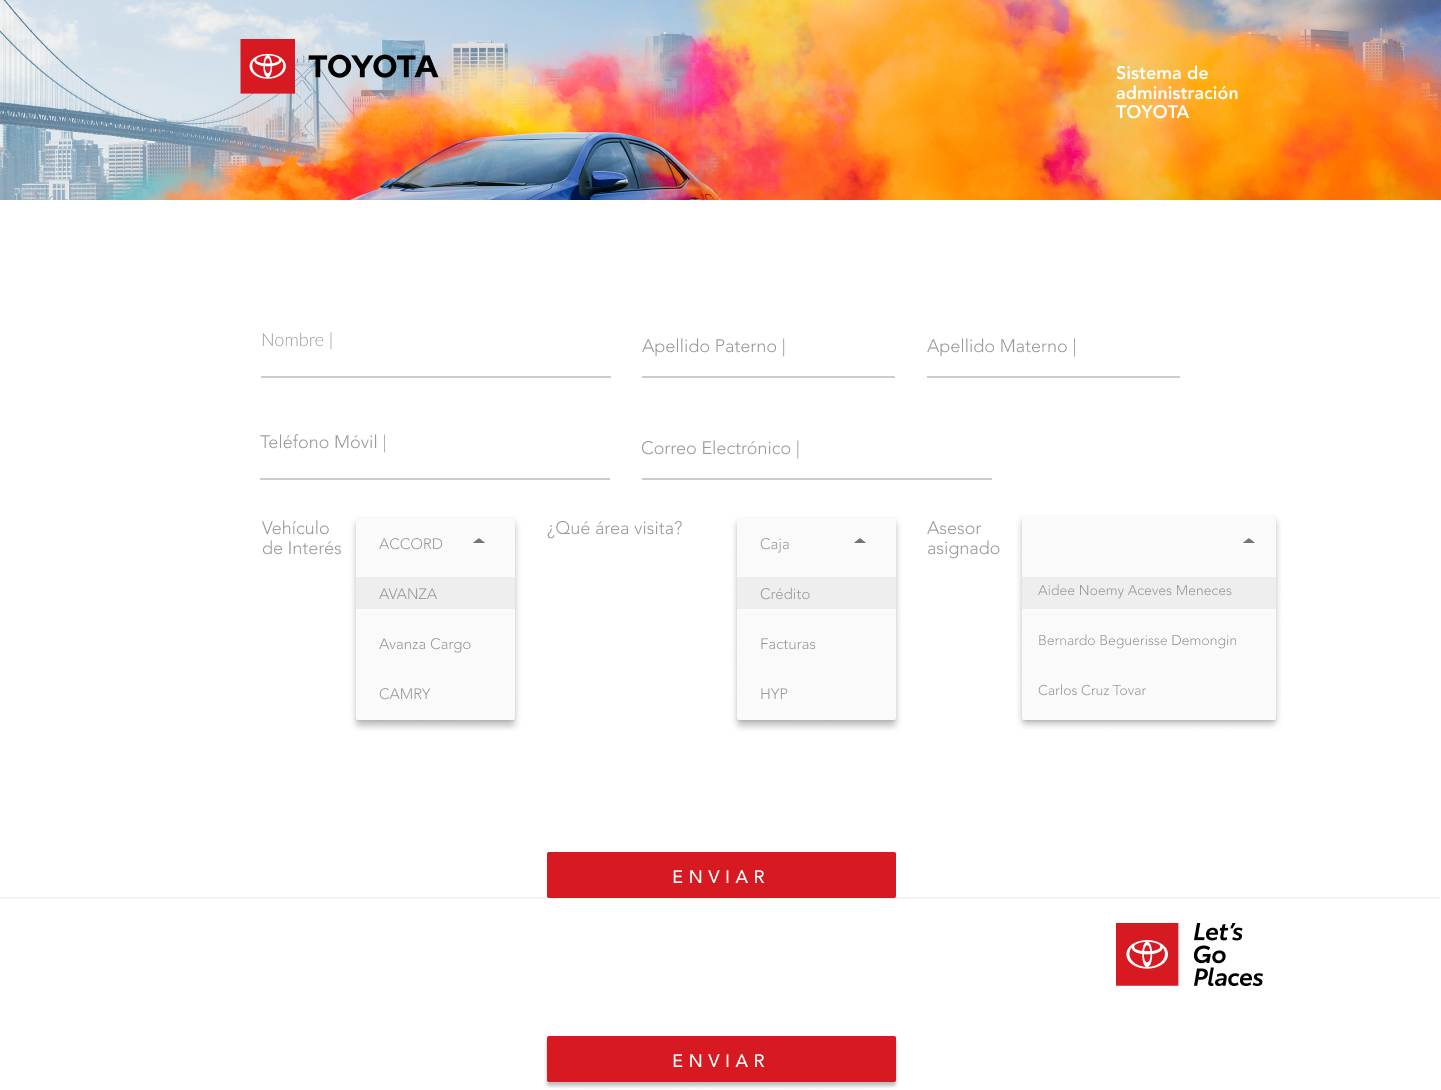 TOYOTA
Sistema de
administración
TOYOTA
Nombre |
Apellido Paterno |
Apellido Materno |
Teléfono Móvil |
Correo Electrónico |
Vehículo
de Interés
ACCORD
AVANZA
Avanza Cargo
CAMRY
¿Qué área visita?
Caja
Crédito
Facturas
HYP
Asesor
asignado
Aidee Noemy Aceves Meneces
Bernardo Beguerisse Demongin
Carlos Cruz Tovar
ENVIAR
Let's
Go
Places
ENVIAR